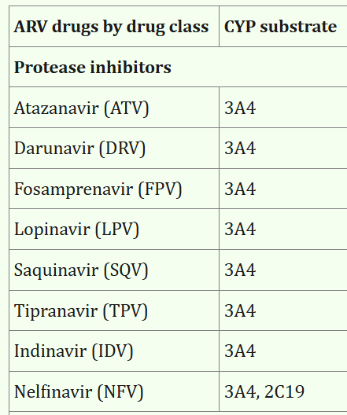 ARV drugs by drug class CYP substrate
Protease inhibitors
Atazanavir (ATV) 3A4
Darunavir (DRV) 3A4
Fosamprenavir (FPV) 3A4
Lopinavir (LPV) 3A4
Saquinavir (SQV) 3A4
Tipranavir (TPV) 3A4
Indinavir (IDV) 3A4
Nelfinavir (NFV) 3A4, 2C19